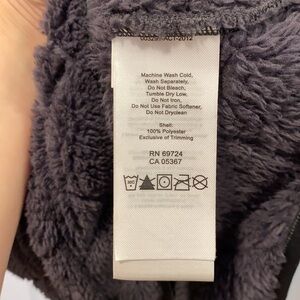 Machine Wash Cold,
Wash Separately,
Do Not Bleach,
Tumble Dry Low,
Do Not Iron,
Do Not Use Fabric Softener,
Do Not Dryclean
Shell:
100% Polyester
Exclusive of Trimming
RN 69724
CA 05367